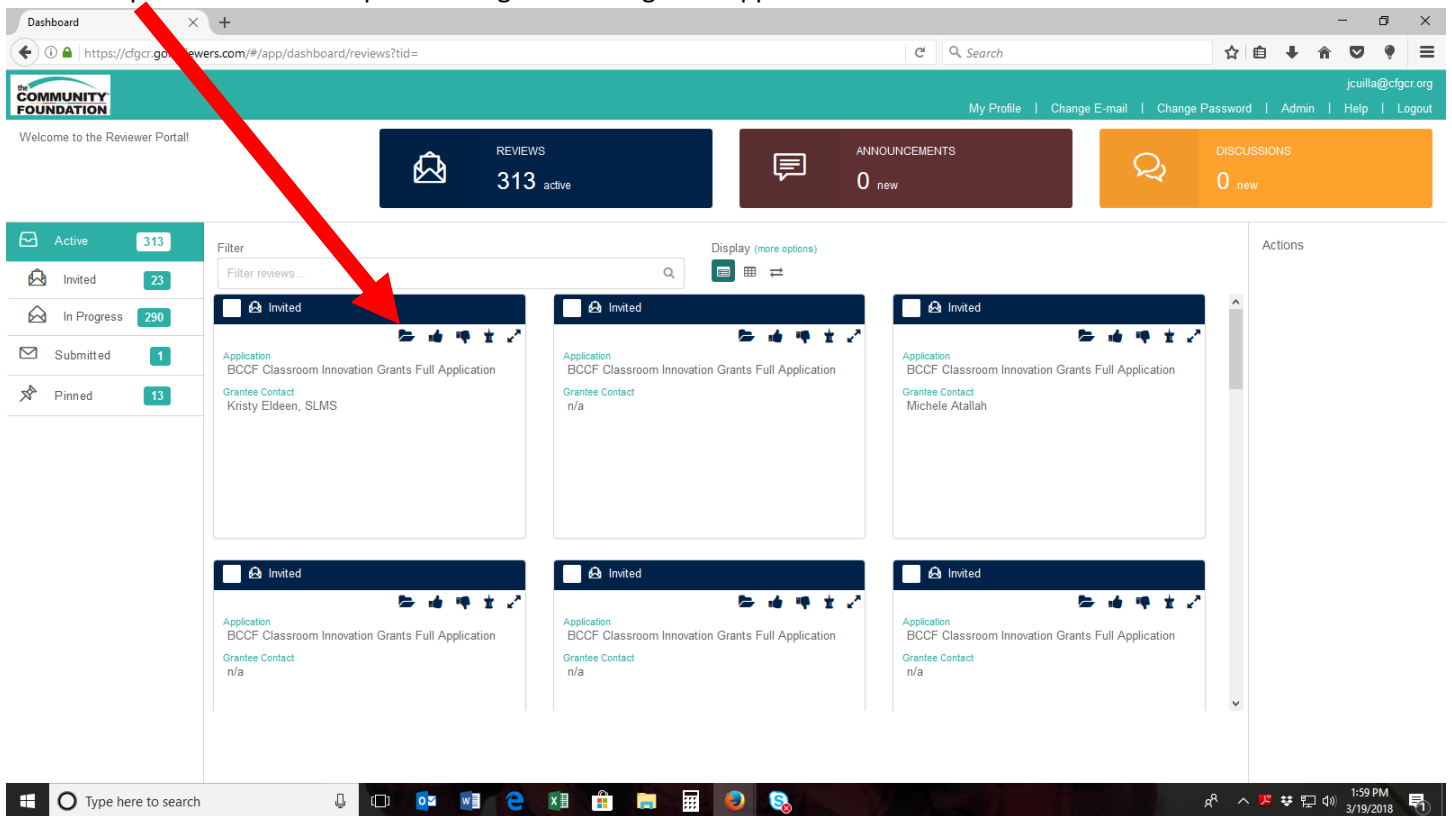 Dashboard
https://cfgcr.go
ewers.com/#/app/dashboard/reviews?tid=
Search
the
COMMUNITY
FOUNDATION
jcuilla@cfgcr.org
My Profile | Change E-mail | Change Password | Admin | Help | Logout
Welcome to the Reviewer Portal!
REVIEWS
313 active
ANNOUNCEMENTS
0 new
DISCUSSIONS
0 new
Active 313
Invited 23
In Progress 290
Submitted 1
Pinned 13
Filter
Filter reviews...
Display (more options)
Actions
Invited
Application
BCCF Classroom Innovation Grants Full Application
Grantee Contact
Kristy Eldeen, SLMS
Invited
Application
BCCF Classroom Innovation Grants Full Application
Grantee Contact
n/a
Invited
Application
BCCF Classroom Innovation Grants Full Application
Grantee Contact
Michele Atallah
Invited
Application
BCCF Classroom Innovation Grants Full Application
Grantee Contact
n/a
Invited
Application
BCCF Classroom Innovation Grants Full Application
Grantee Contact
n/a
Invited
Application
BCCF Classroom Innovation Grants Full Application
Grantee Contact
n/a
Type here to search
1:59 PM
3/19/2018